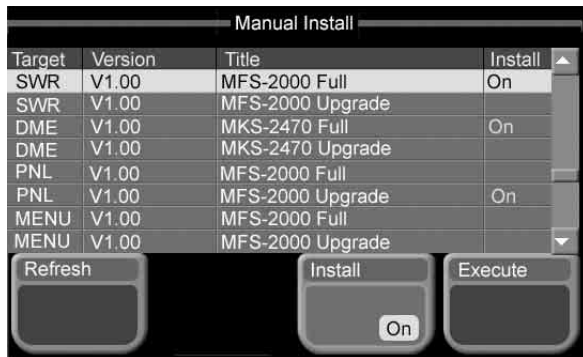 Manual Install
Target Version Title Install
SWR V1.00 MFS-2000 Full On
SWR V1.00 MFS-2000 Upgrade
DME V1.00 MKS-2470 Full On
DME V1.00 MKS-2470 Upgrade
PNL V1.00 MFS-2000 Full
PNL V1.00 MFS-2000 Upgrade On
MENU V1.00 MFS-2000 Full
MENU V1.00 MFS-2000 Upgrade
Refresh Install Execute
On